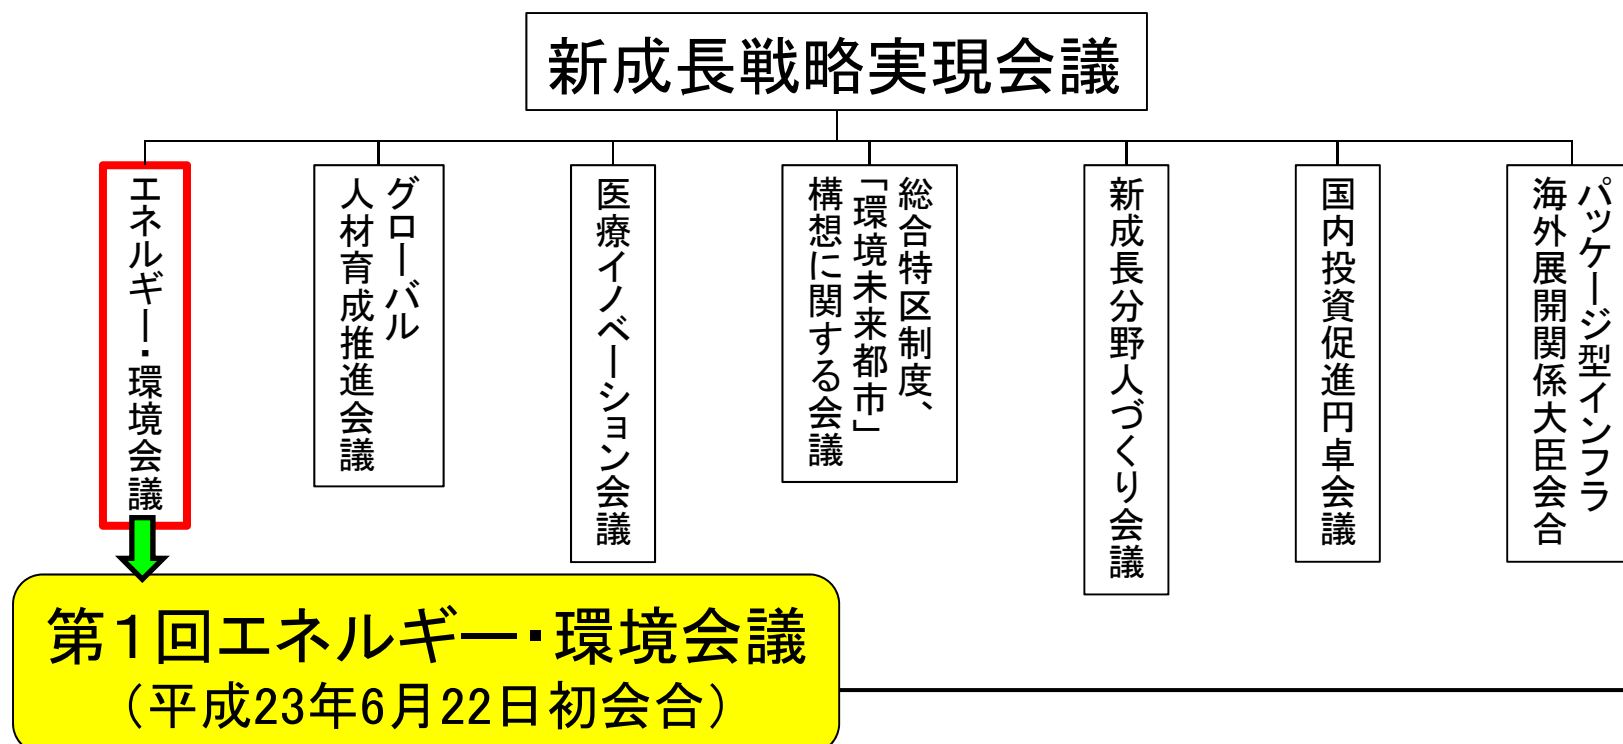 新成長戦略実現会議
エネルギー・環境会議
グローバル
人材育成推進会議
医療イノベーション会議
総合特区制度、
「環境未来都市」
構想に関する会議
新成長分野人づくり会議
国内投資促進円卓会議
パッケージ型インフラ
海外展開関係大臣会合
第１回エネルギー・環境会議
（平成23年6月22日初会合）